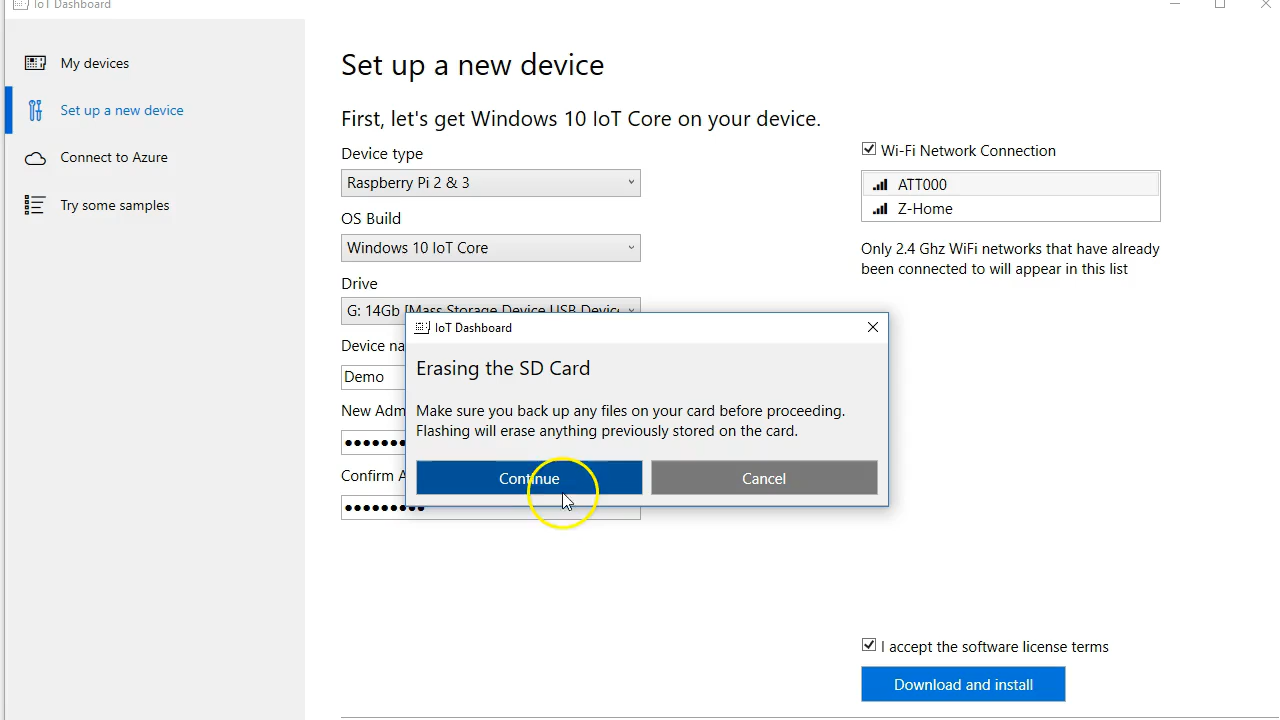 IoT Dashboard
My devices
Set up a new device
Connect to Azure
Try some samples
Set up a new device
First, let's get Windows 10 IoT Core on your device.
Device type
Raspberry Pi 2 & 3
OS Build
Windows 10 IoT Core
Drive
G: 14Gb [Mass Storage Device USB Device
Device na
Demo
New Adm
●●●●●●●
Confirm A
●●●●●●●●●
Wi-Fi Network Connection
ATT000
Z-Home
Only 2.4 Ghz WiFi networks that have already
been connected to will appear in this list
IoT Dashboard
Erasing the SD Card
Make sure you back up any files on your card before proceeding.
Flashing will erase anything previously stored on the card.
Continue
Cancel
I accept the software license terms
Download and install